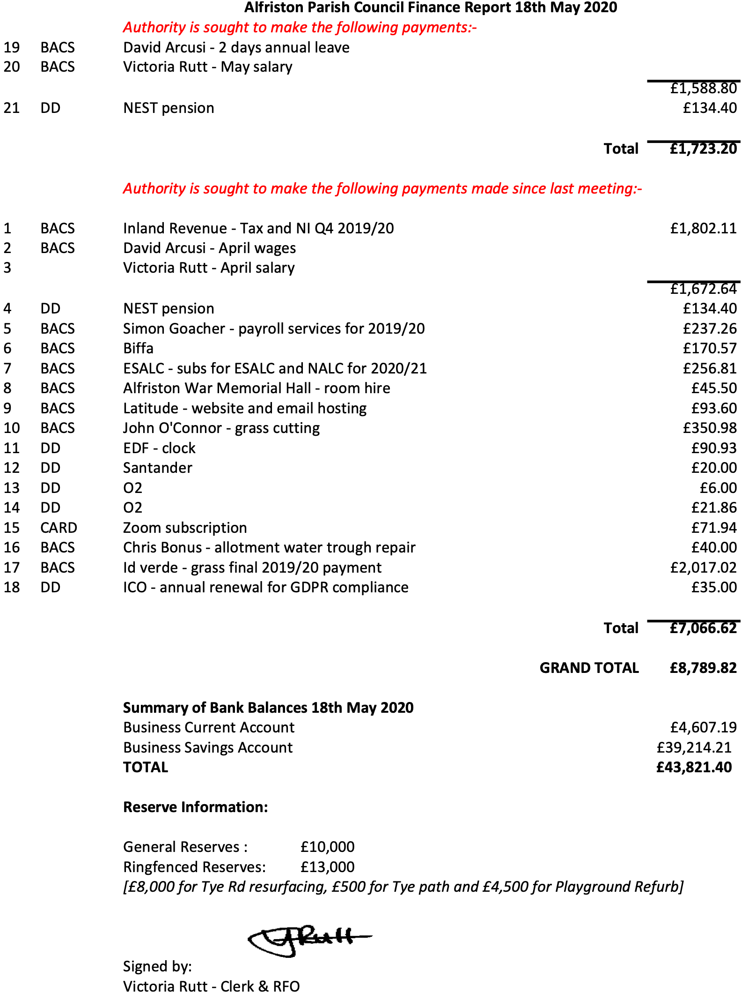 Alfriston Parish Council Finance Report 18th May 2020
Authority is sought to make the following payments:-
19 BACS David Arcusi - 2 days annual leave
20 BACS Victoria Rutt - May salary
£1,588.80
21 DD NEST pension £134.40
Total £1,723.20
Authority is sought to make the following payments made since last meeting:-
1 BACS Inland Revenue - Tax and NI Q4 2019/20 £1,802.11
2 BACS David Arcusi - April wages
3 Victoria Rutt - April salary
£1,672.64
4 DD NEST pension £134.40
5 BACS Simon Goacher - payroll services for 2019/20 £237.26
6 BACS Biffa £170.57
7 BACS ESALC - subs for ESALC and NALC for 2020/21 £256.81
8 BACS Alfriston War Memorial Hall - room hire £45.50
9 BACS Latitude - website and email hosting £93.60
10 BACS John O'Connor - grass cutting £350.98
11 DD EDF - clock £90.93
12 DD Santander £20.00
13 DD O2 £6.00
14 DD O2 £21.86
15 CARD Zoom subscription £71.94
16 BACS Chris Bonus - allotment water trough repair £40.00
17 BACS Id verde - grass final 2019/20 payment £2,017.02
18 DD ICO - annual renewal for GDPR compliance £35.00
Total £7,066.62
GRAND TOTAL £8,789.82
Summary of Bank Balances 18th May 2020
Business Current Account £4,607.19
Business Savings Account £39,214.21
TOTAL £43,821.40
Reserve Information:
General Reserves : £10,000
Ringfenced Reserves: £13,000
[£8,000 for Tye Rd resurfacing, £500 for Tye path and £4,500 for Playground Refurb]
VRutt
Signed by:
Victoria Rutt - Clerk & RFO